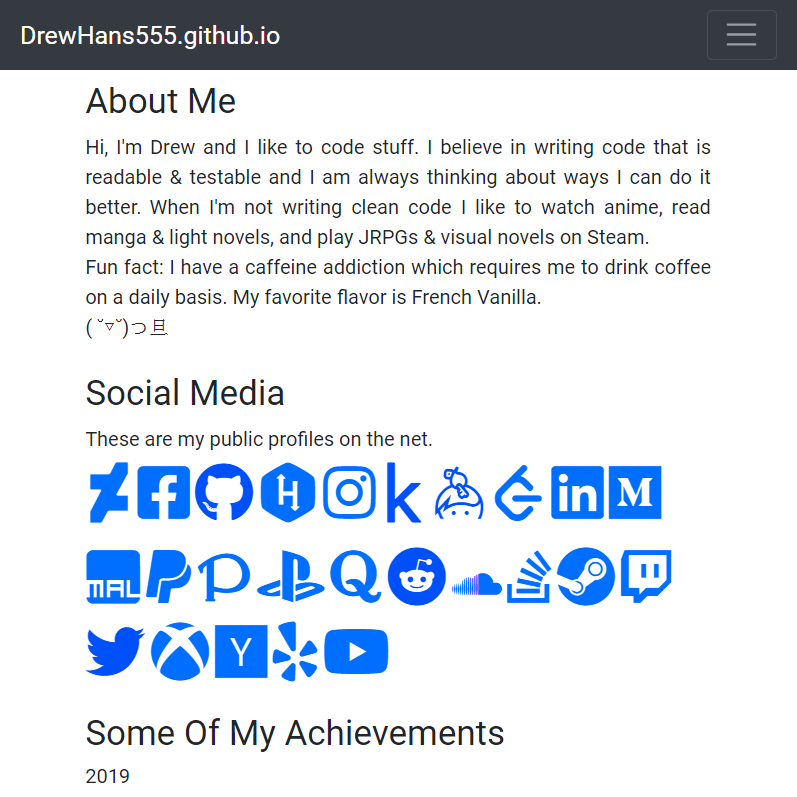 DrewHans555.github.io
About Me
Hi, I'm Drew and I like to code stuff. I believe in writing code that is
readable & testable and I am always thinking about ways I can do it
better. When I'm not writing clean code I like to watch anime, read
manga & light novels, and play JRPGs & visual novels on Steam.
Fun fact: I have a caffeine addiction which requires me to drink coffee
on a daily basis. My favorite flavor is French Vanilla.
( ˘▽˘)っ旦
Social Media
These are my public profiles on the net.
H k in M
MAL P Q
Y
Some Of My Achievements
2019